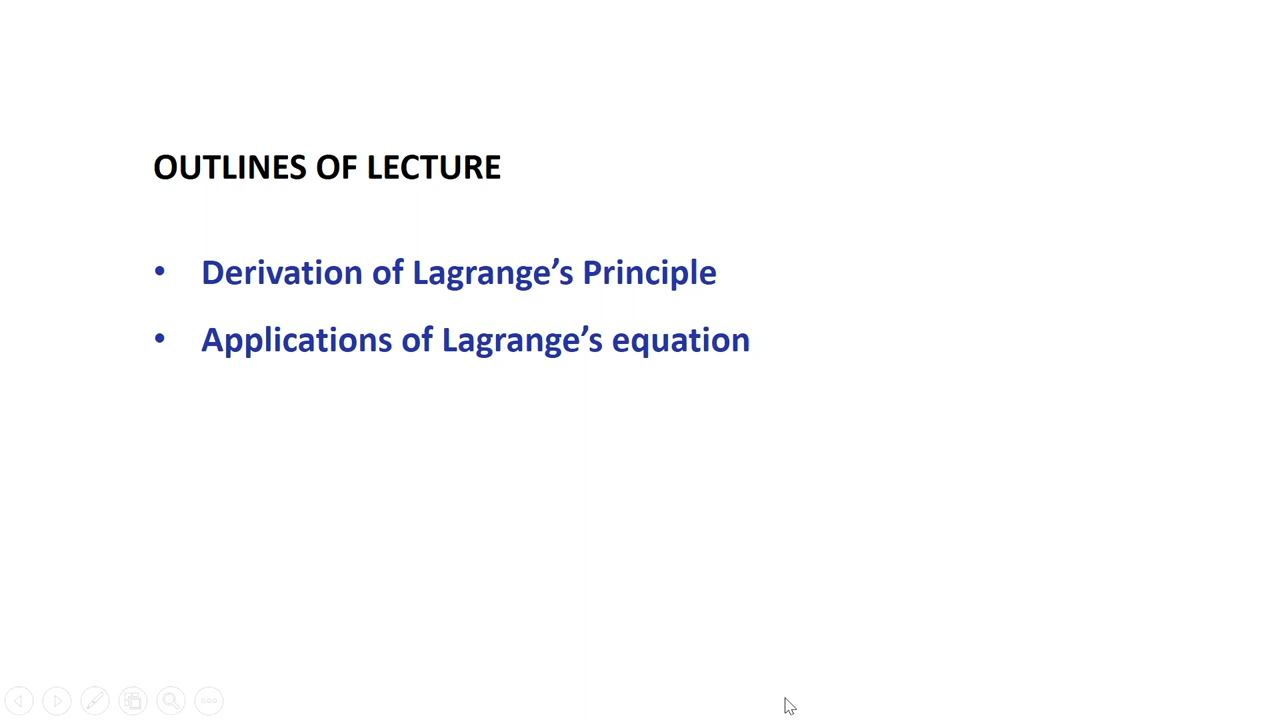 OUTLINES OF LECTURE
• Derivation of Lagrange’s Principle
• Applications of Lagrange’s equation